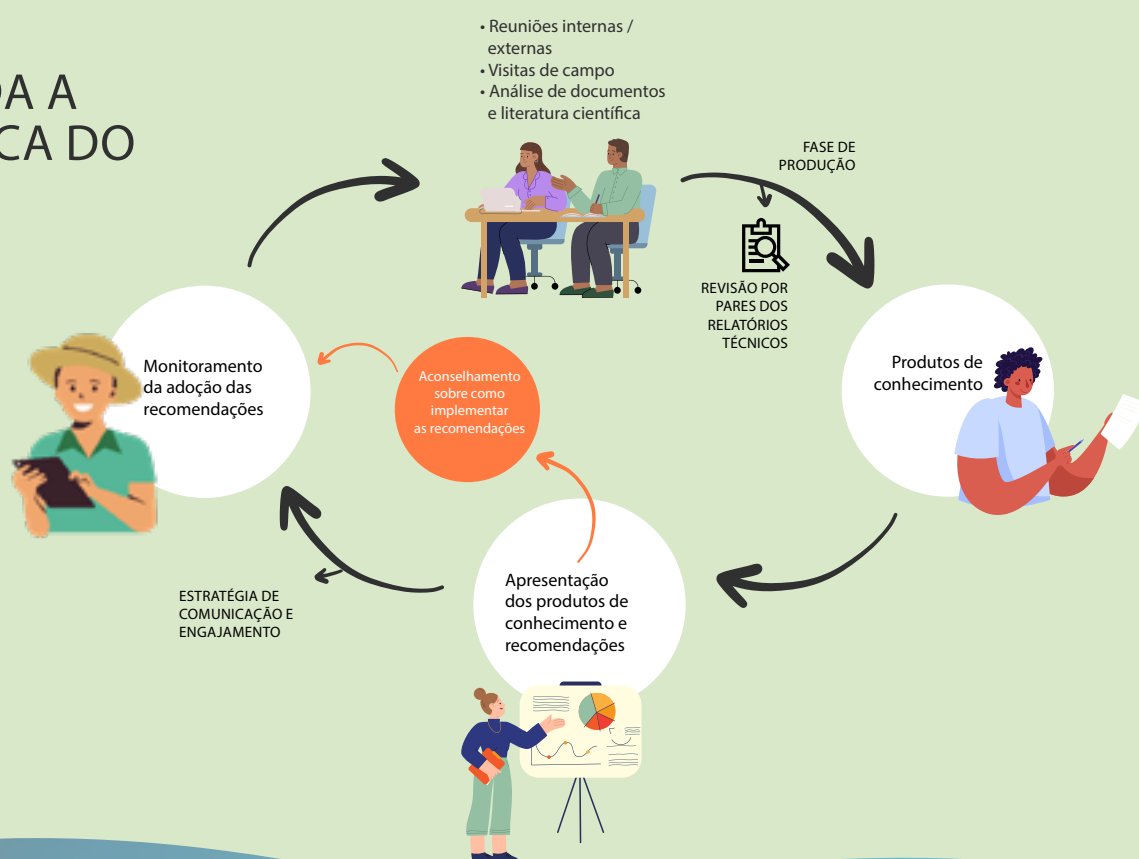 • Reuniões internas /
externas
• Visitas de campo
• Análise de documentos
e literatura científica
A A
CA DO
FASE DE
PRODUÇÃO
REVISÃO POR
PARES DOS
RELATÓRIOS
TÉCNICOS
Produtos de
conhecimento
Monitoramento
da adoção das
recomendações
Aconselhamento
sobre como
implementar
as recomendações
Apresentação
dos produtos de
conhecimento e
recomendações
ESTRATÉGIA DE
COMUNICAÇÃO E
ENGAJAMENTO